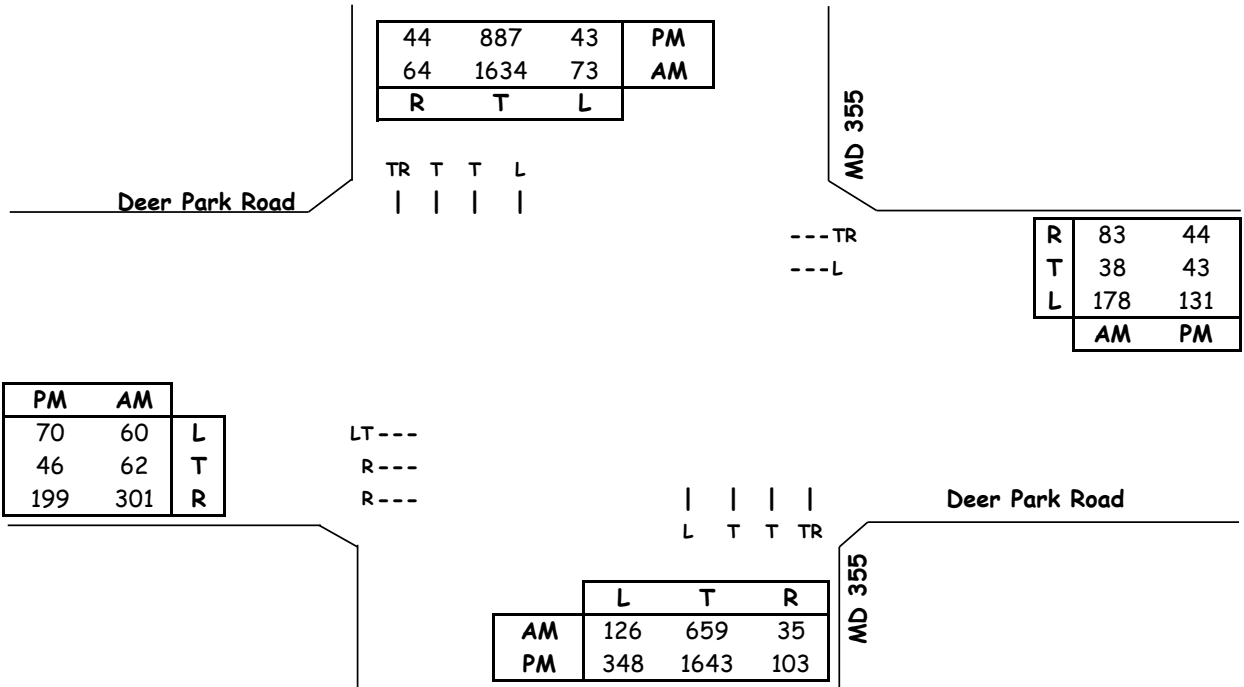 44 887 43 PM
64 1634 73 AM
R T L
MD 355
TR T T L
Deer Park Road
---TR
---L
R 83 44
T 38 43
L 178 131
AM PM
PM AM
70 60 L
46 62 T
199 301 R
LT---
R---
R---
Deer Park Road
L T T TR
MD 355
L T R
AM 126 659 35
PM 348 1643 103